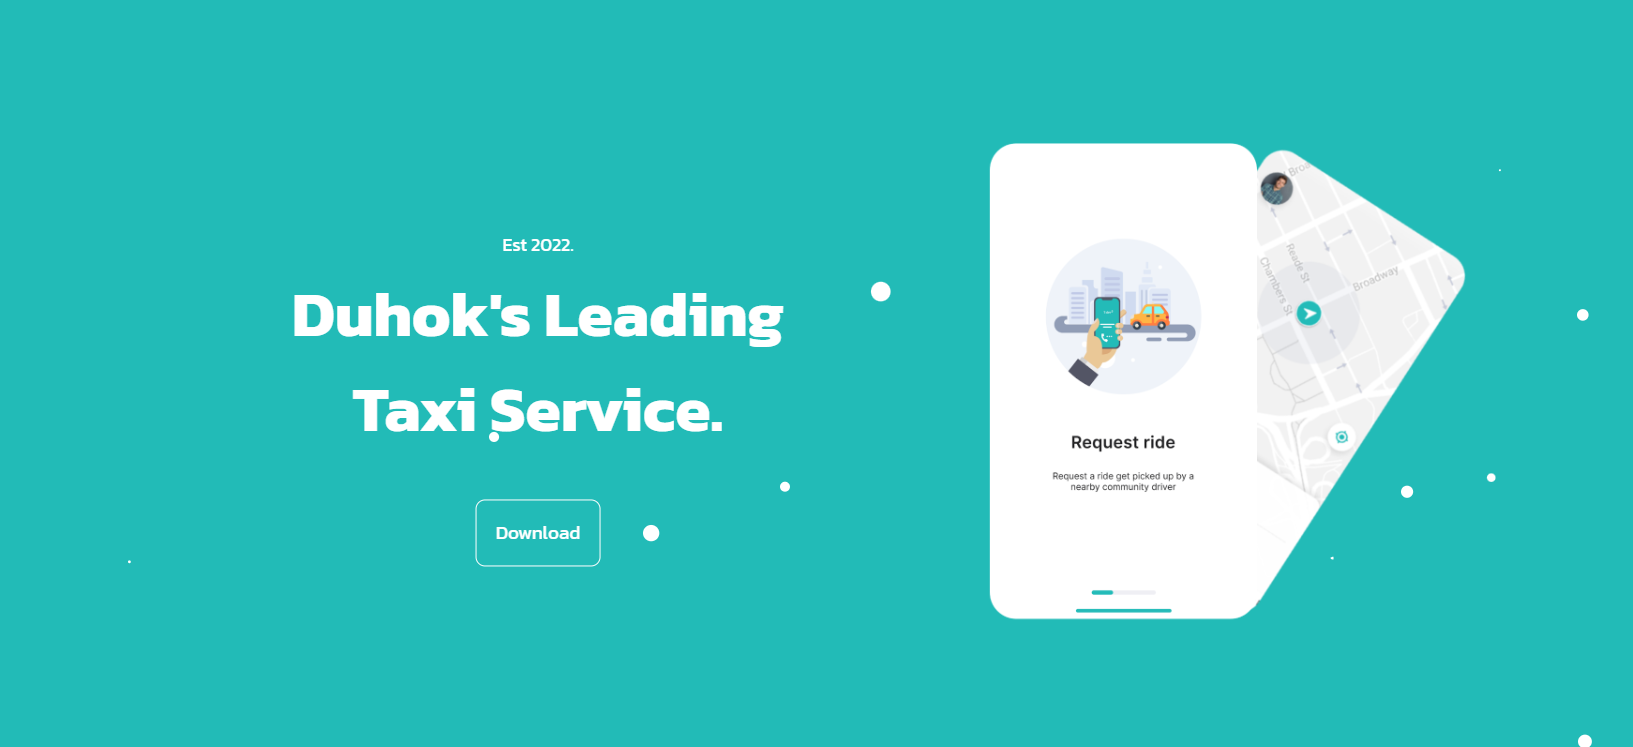 Est 2022.
Duhok's Leading
Taxi Service.
Download
Request ride
Request a ride get picked up by a
nearby community driver
Reade St
Chambers St
Broadway